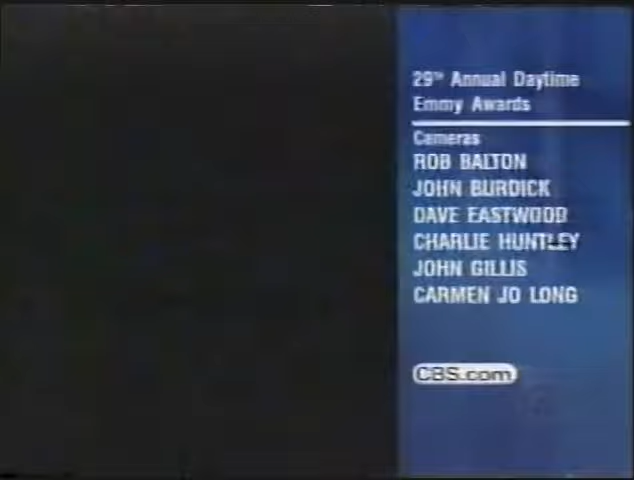 29TH Annual Daytime
Emmy Awards
Cameras
ROB BALTON
JOHN BURDICK
DAVE EASTWOOD
CHARLIE HUNTLEY
JOHN GILLIS
CARMEN JO LONG
CBS.com